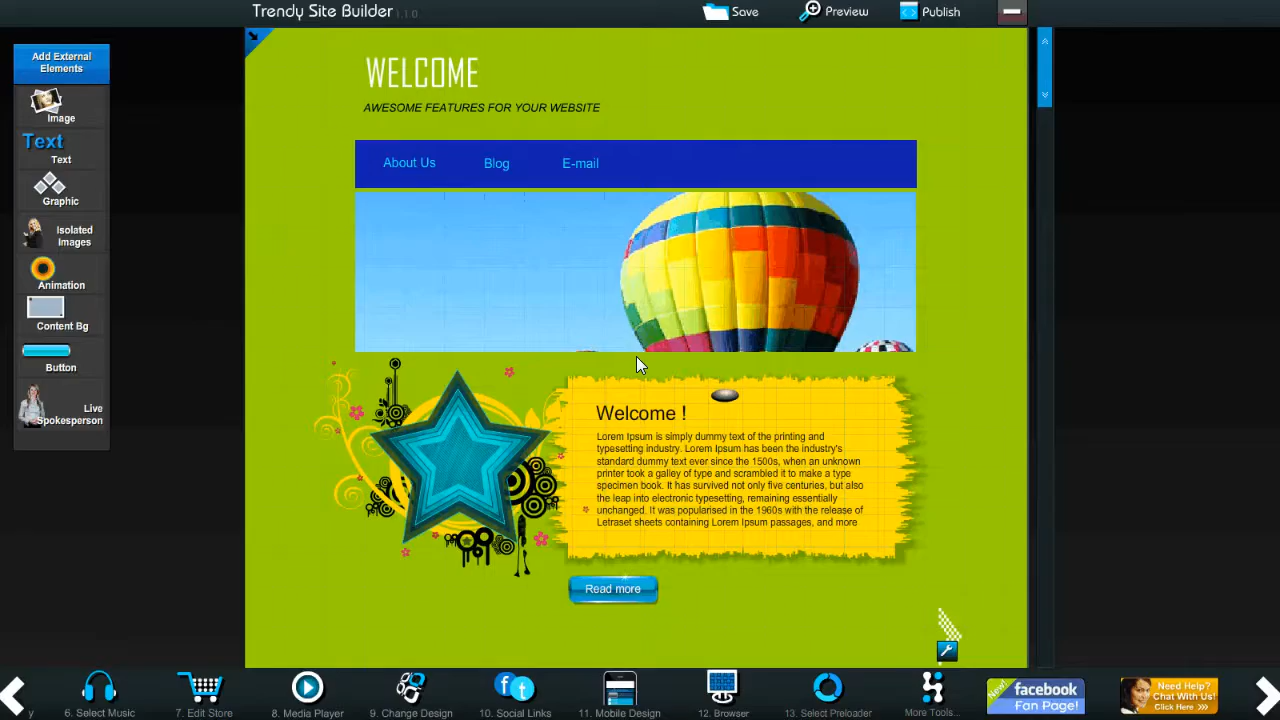 Trendy Site Builder 1.1.0
Save
Preview
Publish
Add External
Elements
Image
Text
Text
Graphic
Isolated
Images
Animation
Content Bg
Button
Live
Spokesperson
WELCOME
AWESOME FEATURES FOR YOUR WEBSITE
About Us
Blog
E-mail
Welcome !
Lorem Ipsum is simply dummy text of the printing and
typesetting industry. Lorem Ipsum has been the industry's
standard dummy text ever since the 1500s, when an unknown
printer took a galley of type and scrambled it to make a type
specimen book. It has survived not only five centuries, but also
the leap into electronic typesetting, remaining essentially
unchanged. It was popularised in the 1960s with the release of
Letraset sheets containing Lorem Ipsum passages, and more
Read more
y
6. Select Music
7. Edit Store
8. Media Player
9. Change Design
f t
10. Social Links
11. Mobile Design
12. Browser
13. Select Preloader
More Tools...
New!
facebook
Fan Page!
Need Help?
Chat With Us!
Click Here >>